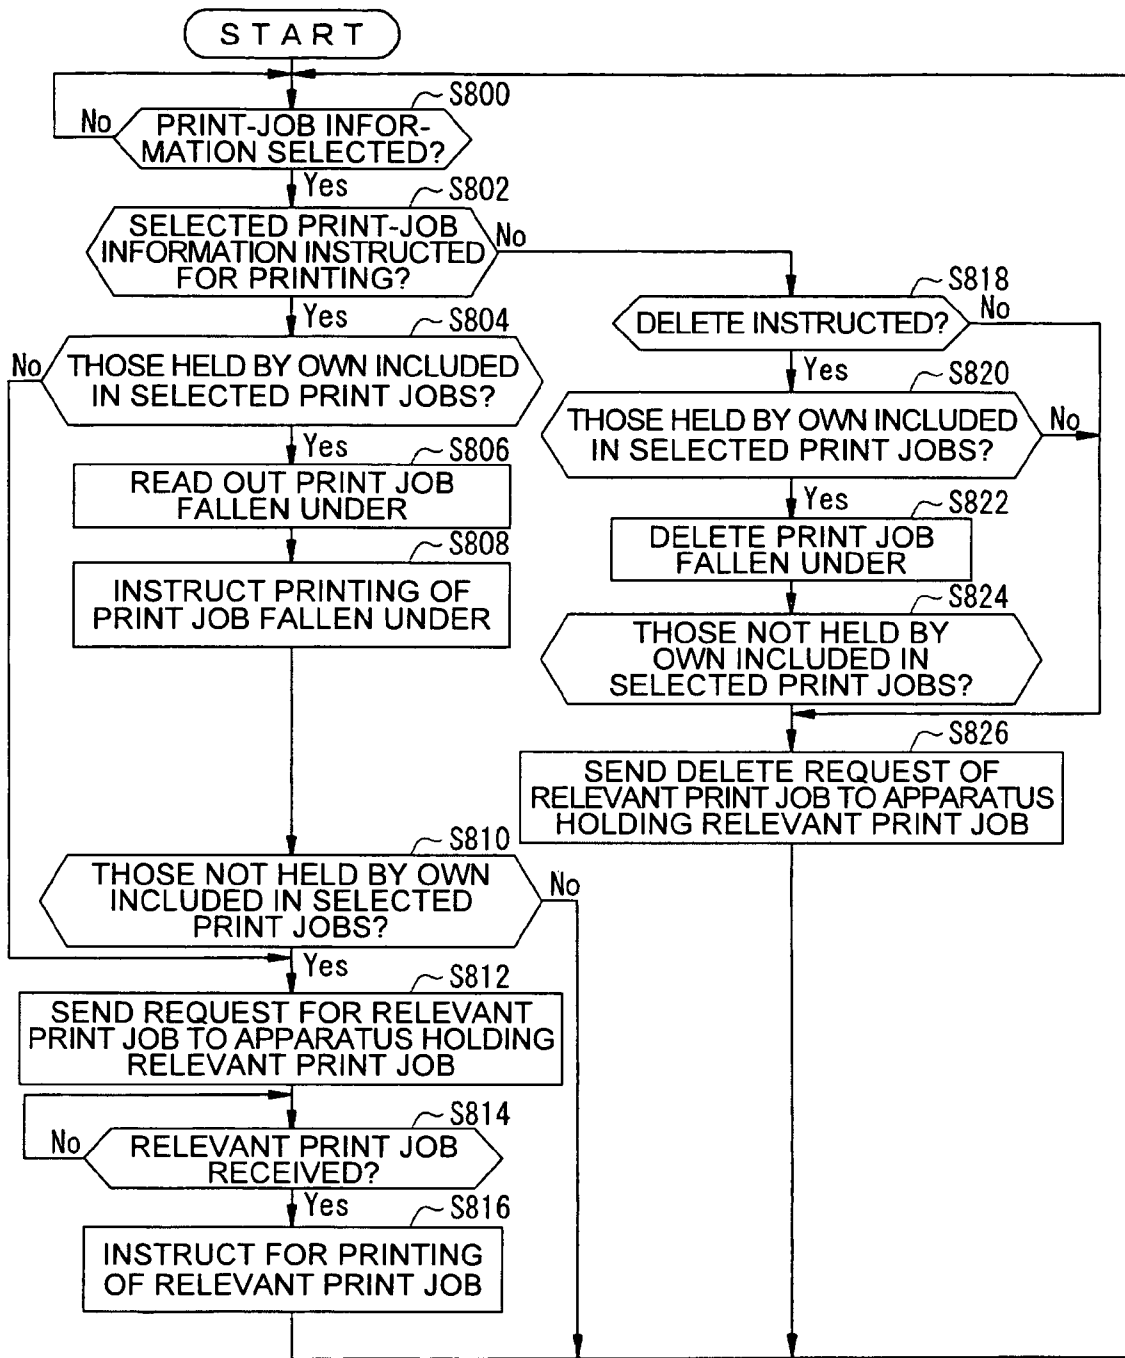 START
S800
No
PRINT-JOB INFOR-
MATION SELECTED?
Yes
S802
SELECTED PRINT-JOB
INFORMATION INSTRUCTED
FOR PRINTING?
No
Yes
S804
No
THOSE HELD BY OWN INCLUDED
IN SELECTED PRINT JOBS?
Yes
S806
READ OUT PRINT JOB
FALLEN UNDER
S808
INSTRUCT PRINTING OF
PRINT JOB FALLEN UNDER
S810
THOSE NOT HELD BY OWN
INCLUDED IN SELECTED
PRINT JOBS?
No
Yes
S812
SEND REQUEST FOR RELEVANT
PRINT JOB TO APPARATUS HOLDING
RELEVANT PRINT JOB
S814
No
RELEVANT PRINT JOB
RECEIVED?
Yes
S816
INSTRUCT FOR PRINTING
OF RELEVANT PRINT JOB
S818
DELETE INSTRUCTED?
No
Yes
S820
THOSE HELD BY OWN INCLUDED
IN SELECTED PRINT JOBS?
No
Yes
S822
DELETE PRINT JOB
FALLEN UNDER
S824
THOSE NOT HELD BY
OWN INCLUDED IN
SELECTED PRINT JOBS?
S826
SEND DELETE REQUEST OF
RELEVANT PRINT JOB TO APPARATUS
HOLDING RELEVANT PRINT JOB